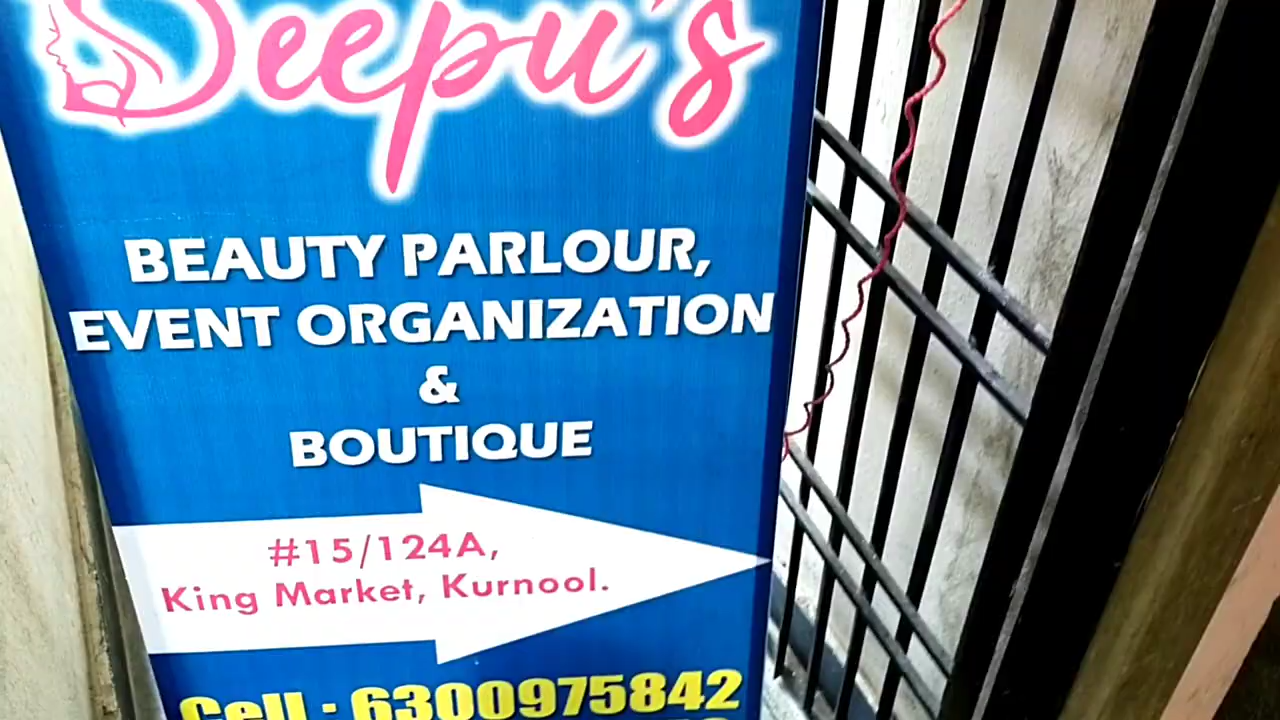 Deepu's
BEAUTY PARLOUR,
EVENT ORGANIZATION
&
BOUTIQUE
#15/124A,
King Market, Kurnool.
Cell : 6300975842